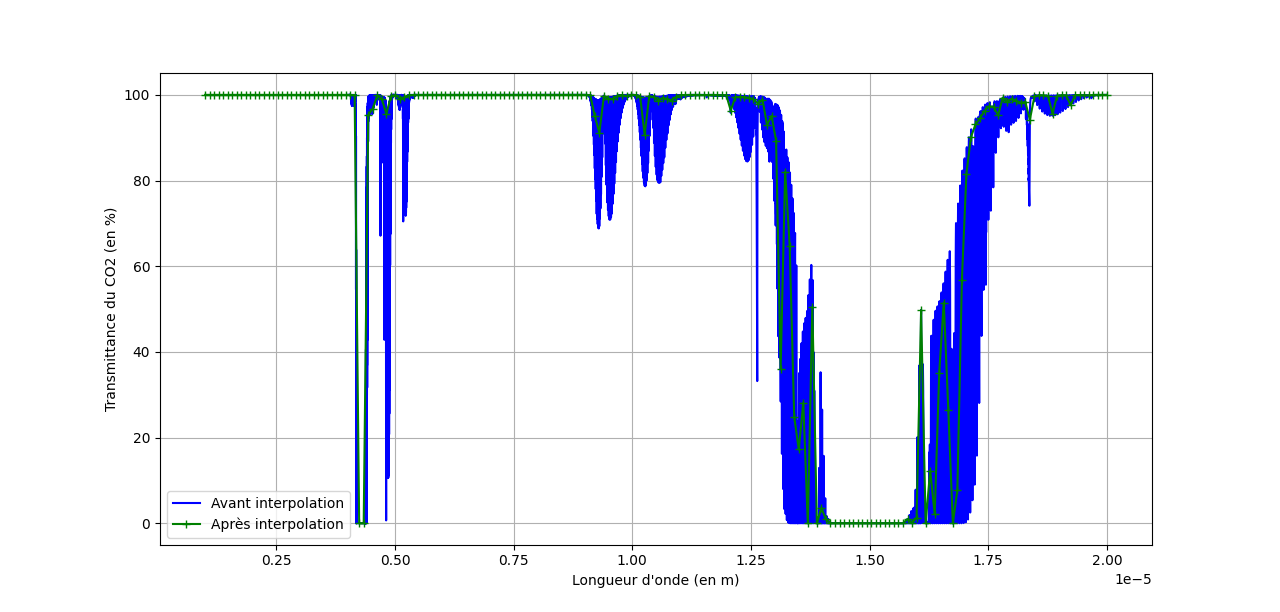 Transmittance du CO2 (en %)
100
80
60
40
20
0
Avant interpolation
Après interpolation
0.25 0.50 0.75 1.00 1.25 1.50 1.75 2.00
1e−5
Longueur d'onde (en m)